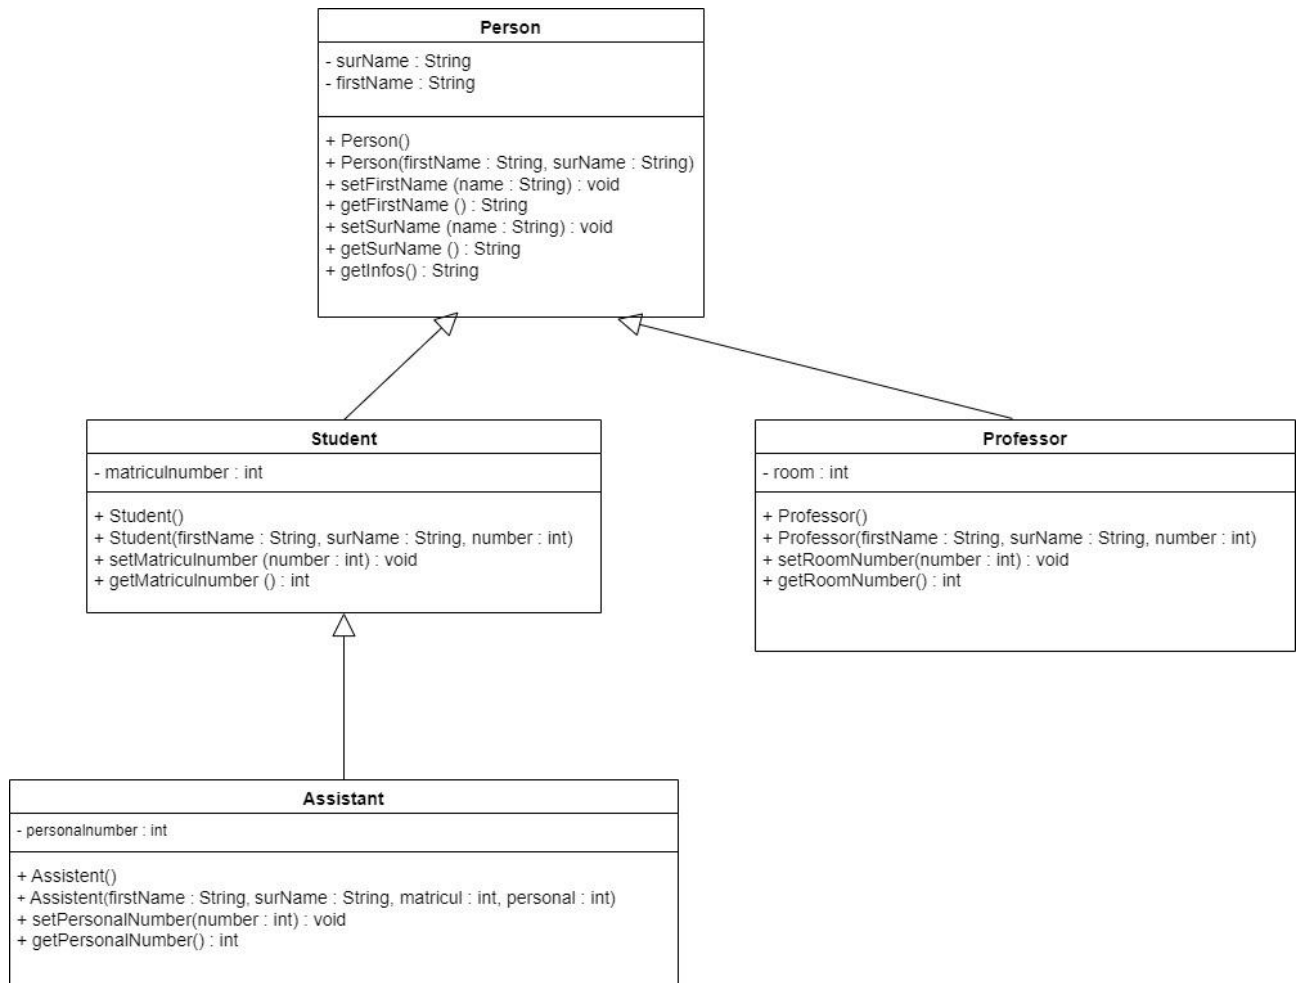 Person
- surName : String
- firstName : String
+ Person()
+ Person(firstName : String, surName : String)
+ setFirstName (name : String) : void
+ getFirstName () : String
+ setSurName (name : String) : void
+ getSurName () : String
+ getInfos() : String
Student
- matriculnumber : int
+ Student()
+ Student(firstName : String, surName : String, number : int)
+ setMatriculnumber (number : int) : void
+ getMatriculnumber () : int
Professor
- room : int
+ Professor()
+ Professor(firstName : String, surName : String, number : int)
+ setRoomNumber(number : int) : void
+ getRoomNumber() : int
Assistant
- personalnumber : int
+ Assistent()
+ Assistent(firstName : String, surName : String, matricul : int, personal : int)
+ setPersonalNumber(number : int) : void
+ getPersonalNumber() : int